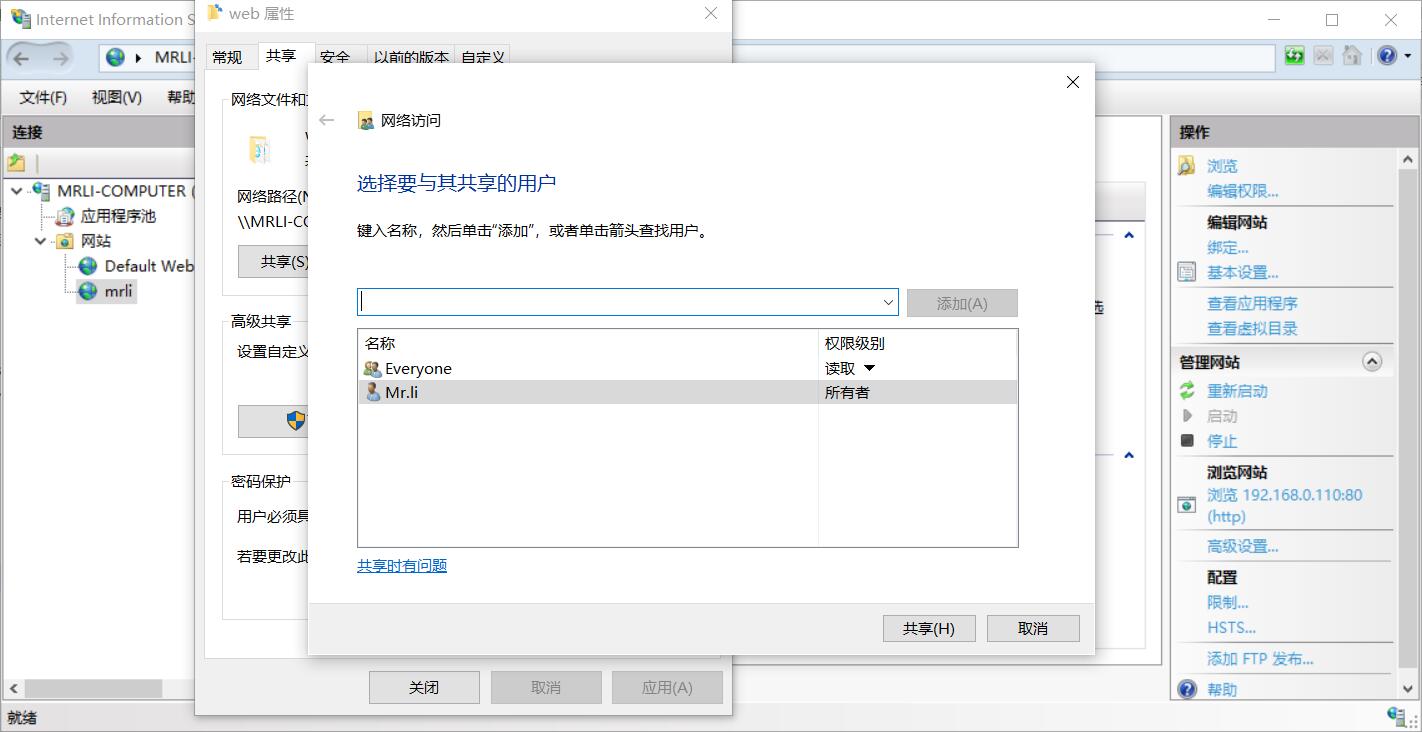 Internet Information S
web 属性
MRLI-
常规
共享
安全
以前的版本
自定义
文件(F)
视图(V)
帮助
连接
MRLI-COMPUTER (
应用程序池
网站
Default Web
mrli
就绪
网络文件和
网络路径(N
\\MRLI-CO
共享(S)
高级共享
设置自定义
密码保护
用户必须具
若要更改此
关闭
取消
应用(A)
网络访问
选择要与其共享的用户
键入名称，然后单击“添加”，或者单击箭头查找用户。
添加(A)
名称
权限级别
Everyone
读取
Mr.li
所有者
共享时有问题
共享(H)
取消
选
操作
浏览
编辑权限...
编辑网站
绑定...
基本设置...
查看应用程序
查看虚拟目录
管理网站
重新启动
启动
停止
浏览网站
浏览 192.168.0.110:80
(http)
高级设置...
配置
限制...
HSTS...
添加 FTP 发布...
帮助